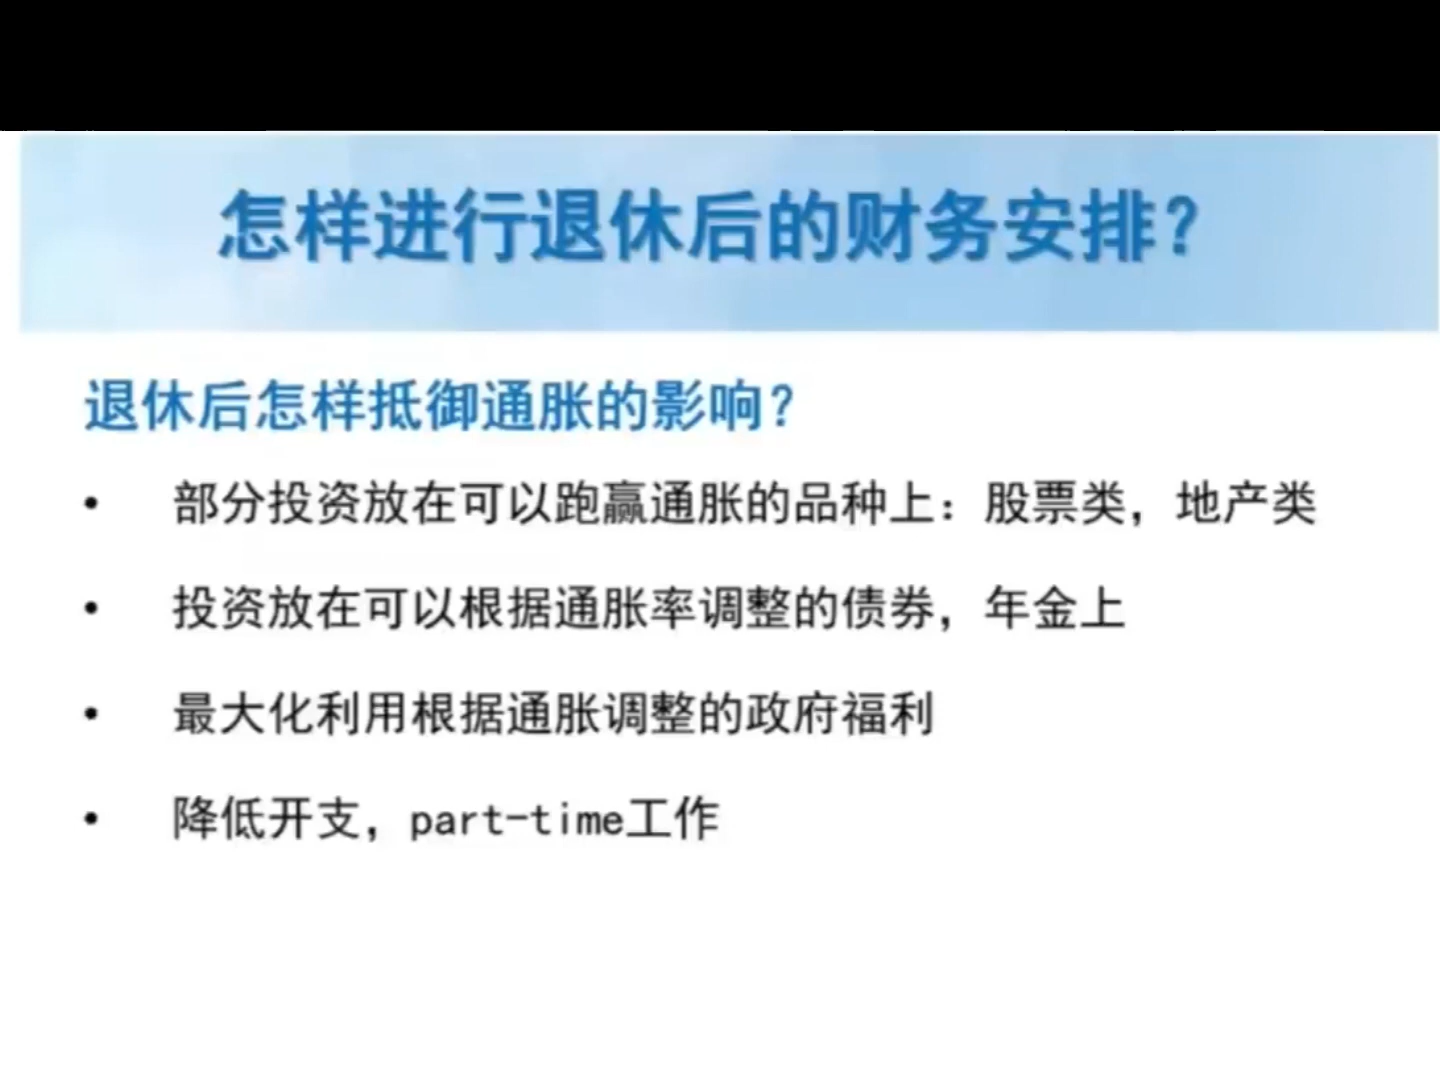 怎样进行退休后的财务安排？
退休后怎样抵御通胀的影响？
• 部分投资放在可以跑赢通胀的品种上：股票类，地产类
• 投资放在可以根据通胀率调整的债券，年金上
• 最大化利用根据通胀调整的政府福利
• 降低开支，part-time工作